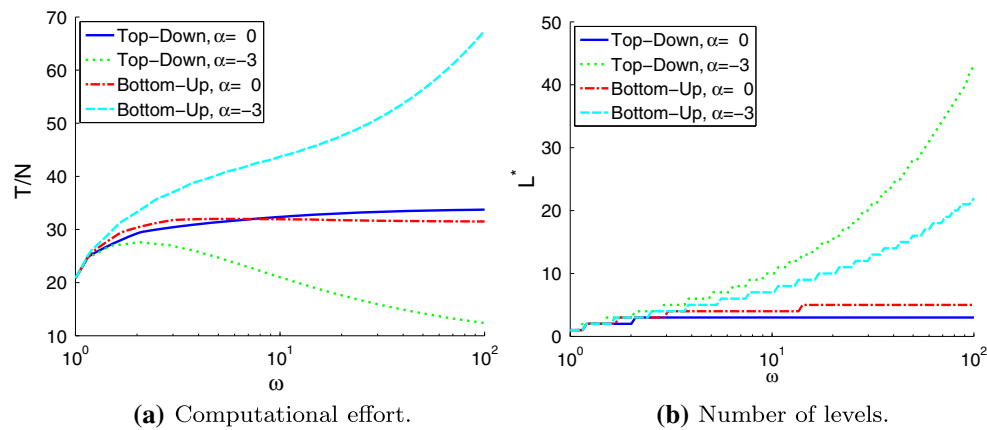 70
60
50
40
30
20
10
T/N
Top−Down, α= 0
Top−Down, α=−3
Bottom−Up, α= 0
Bottom−Up, α=−3
10^0
10^1
10^2
ω
(a) Computational effort.
50
40
30
20
10
0
L*
Top−Down, α= 0
Top−Down, α=−3
Bottom−Up, α= 0
Bottom−Up, α=−3
10^0
10^1
10^2
ω
(b) Number of levels.